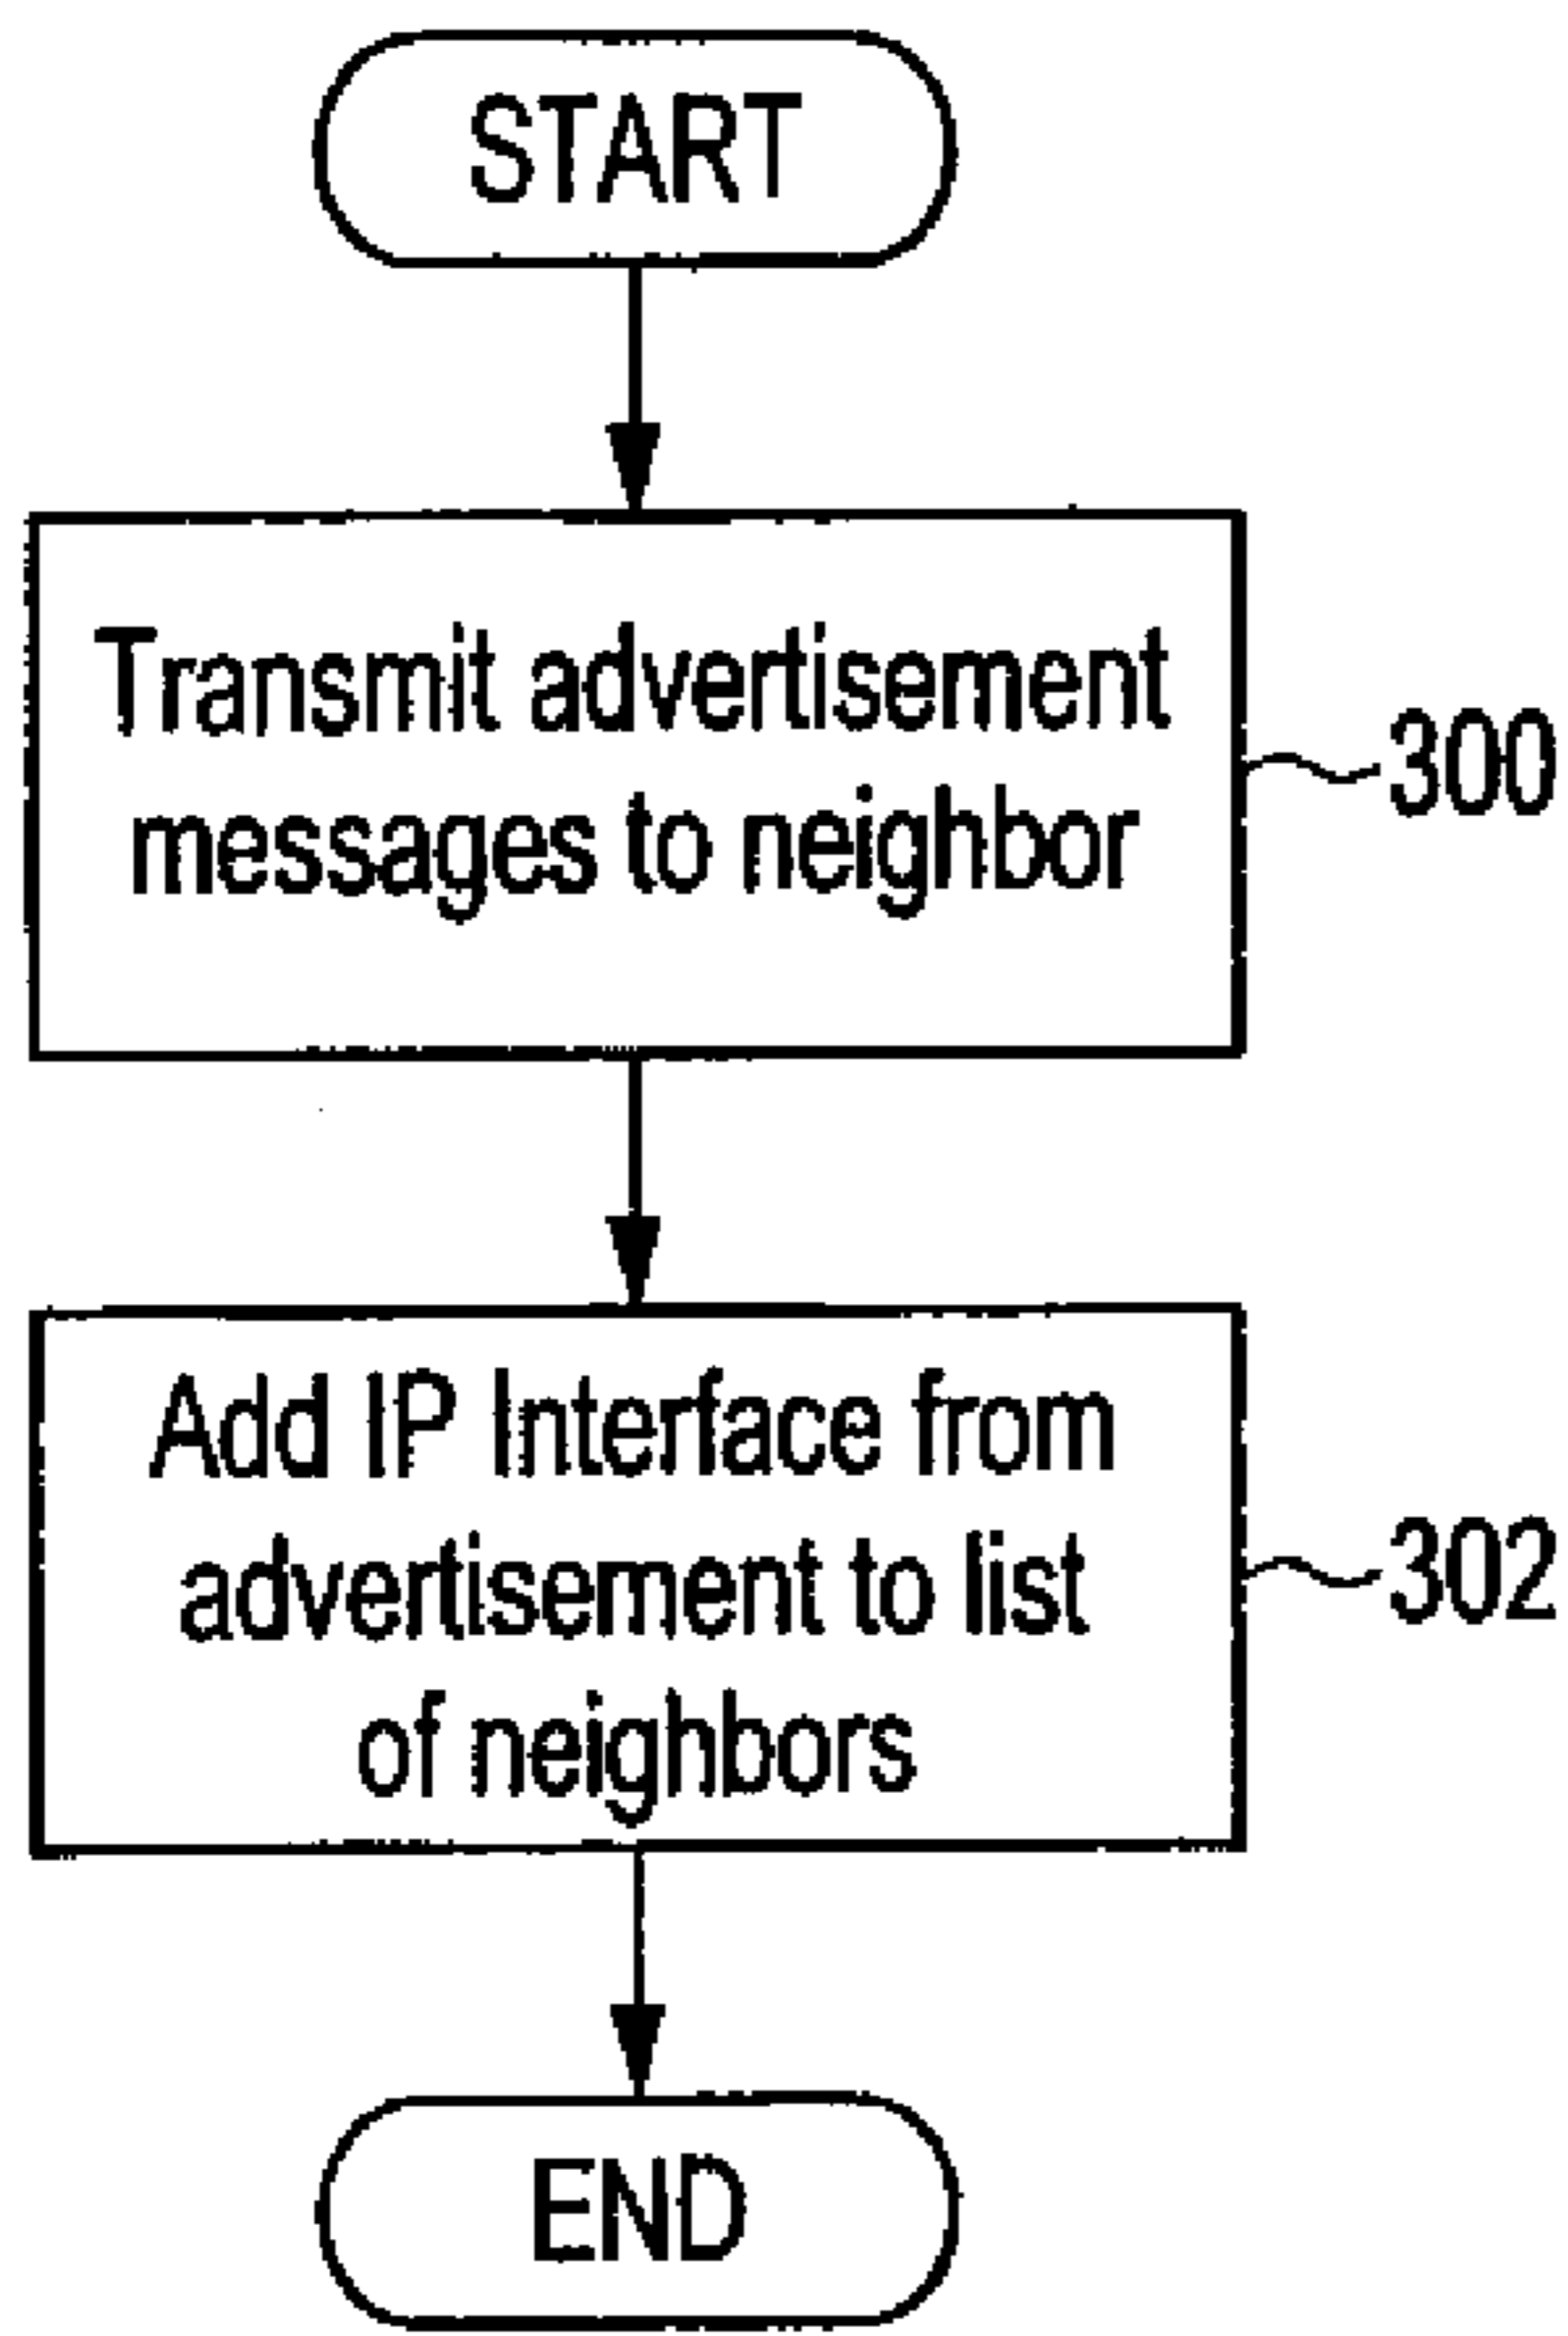 START
Transmit advertisement
messages to neighbor
300
Add IP Interface from
advertisement to list
of neighbors
302
END